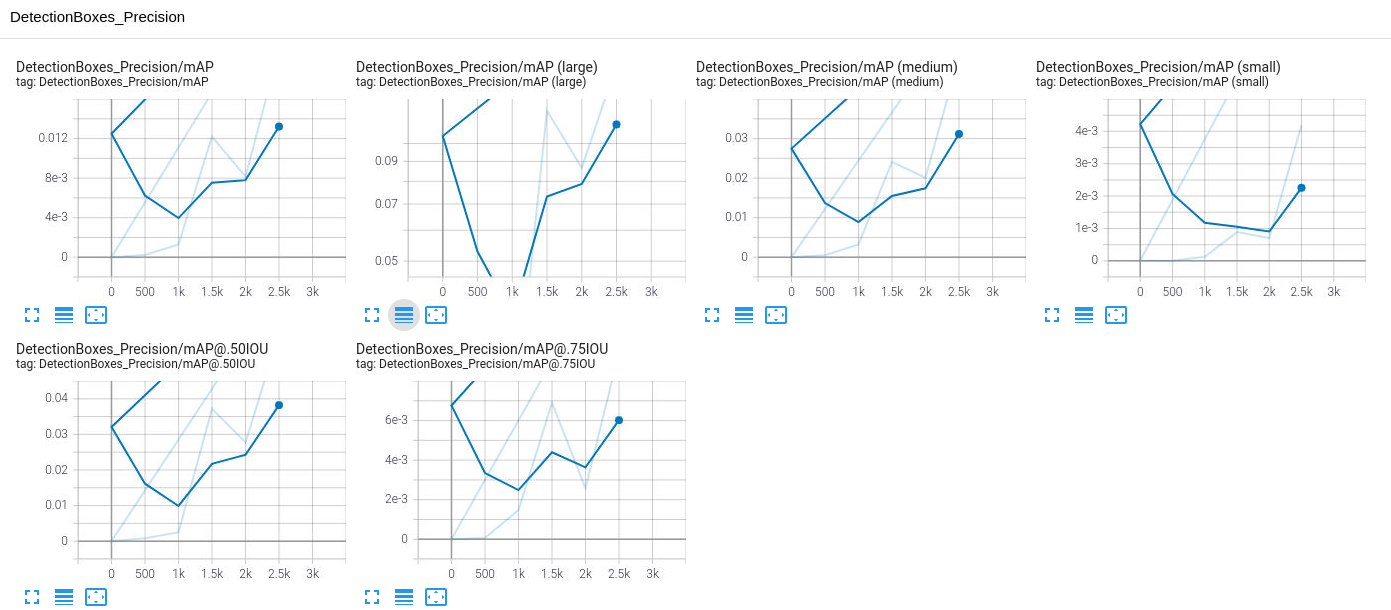 DetectionBoxes_Precision
DetectionBoxes_Precision/mAP
tag: DetectionBoxes_Precision/mAP
0.012
8e-3
4e-3
0
0 500 1k 1.5k 2k 2.5k 3k
DetectionBoxes_Precision/mAP (large)
tag: DetectionBoxes_Precision/mAP (large)
0.09
0.07
0.05
0 500 1k 1.5k 2k 2.5k 3k
DetectionBoxes_Precision/mAP (medium)
tag: DetectionBoxes_Precision/mAP (medium)
0.03
0.02
0.01
0
0 500 1k 1.5k 2k 2.5k 3k
DetectionBoxes_Precision/mAP (small)
tag: DetectionBoxes_Precision/mAP (small)
4e-3
3e-3
2e-3
1e-3
0
0 500 1k 1.5k 2k 2.5k 3k
DetectionBoxes_Precision/mAP@.50IOU
tag: DetectionBoxes_Precision/mAP@.50IOU
0.04
0.03
0.02
0.01
0
0 500 1k 1.5k 2k 2.5k 3k
DetectionBoxes_Precision/mAP@.75IOU
tag: DetectionBoxes_Precision/mAP@.75IOU
6e-3
4e-3
2e-3
0
0 500 1k 1.5k 2k 2.5k 3k